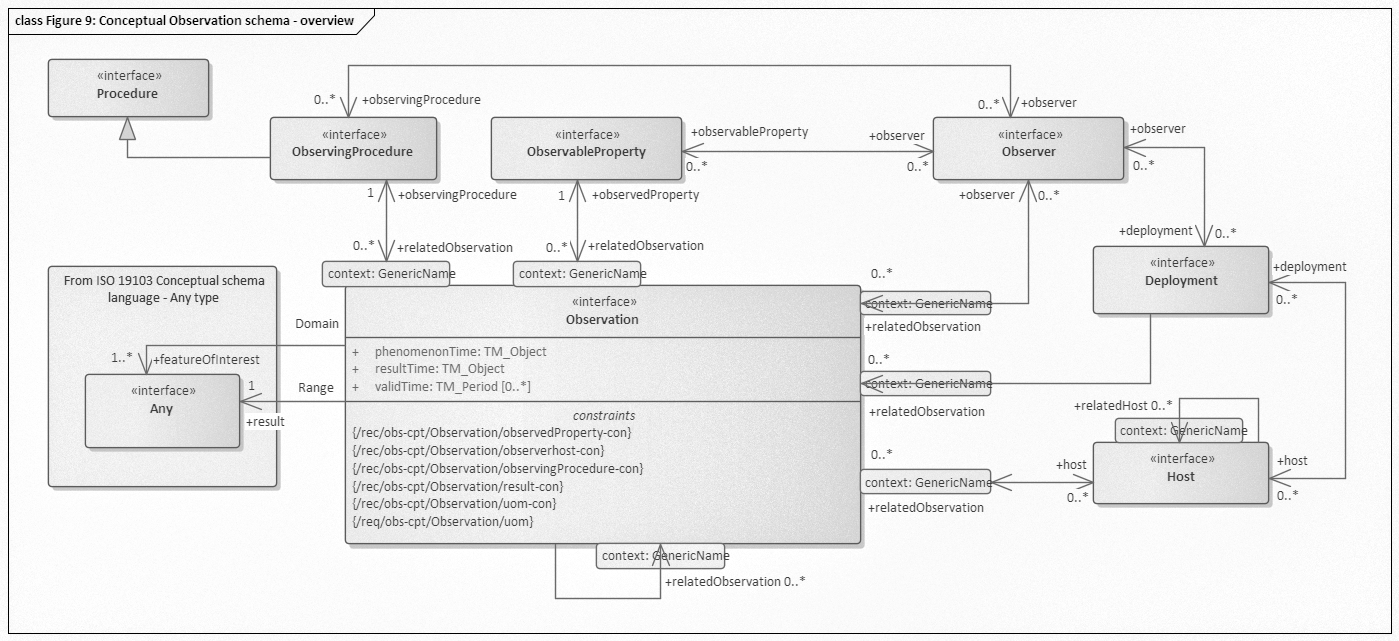 class Figure 9: Conceptual Observation schema - overview
«interface»
Procedure
0..*
+observingProcedure
0..*
+observer
«interface»
ObservingProcedure
«interface»
ObservableProperty
+observableProperty
0..*
+observer
0..*
«interface»
Observer
+observer
0..*
1
+observingProcedure
1
+observedProperty
+observer
0..*
0..*
+relatedObservation
0..*
+relatedObservation
+deployment
0..*
context: GenericName
context: GenericName
«interface»
Deployment
+deployment
0..*
From ISO 19103 Conceptual schema
language - Any type
«interface»
Observation
0..*
context: GenericName
+relatedObservation
Domain
1..*
+featureOfInterest
+ phenomenonTime: TM_Object
+ resultTime: TM_Object
+ validTime: TM_Period [0..*]
0..*
context: GenericName
+relatedObservation
«interface»
Any
1
Range
+result
constraints
{/rec/obs-cpt/Observation/observedProperty-con}
{/rec/obs-cpt/Observation/observerhost-con}
{/rec/obs-cpt/Observation/observingProcedure-con}
{/rec/obs-cpt/Observation/result-con}
{/rec/obs-cpt/Observation/uom-con}
{/req/obs-cpt/Observation/uom}
+relatedHost 0..*
context: GenericName
0..*
context: GenericName
+relatedObservation
+host
0..*
«interface»
Host
+host
0..*
context: GenericName
+relatedObservation 0..*